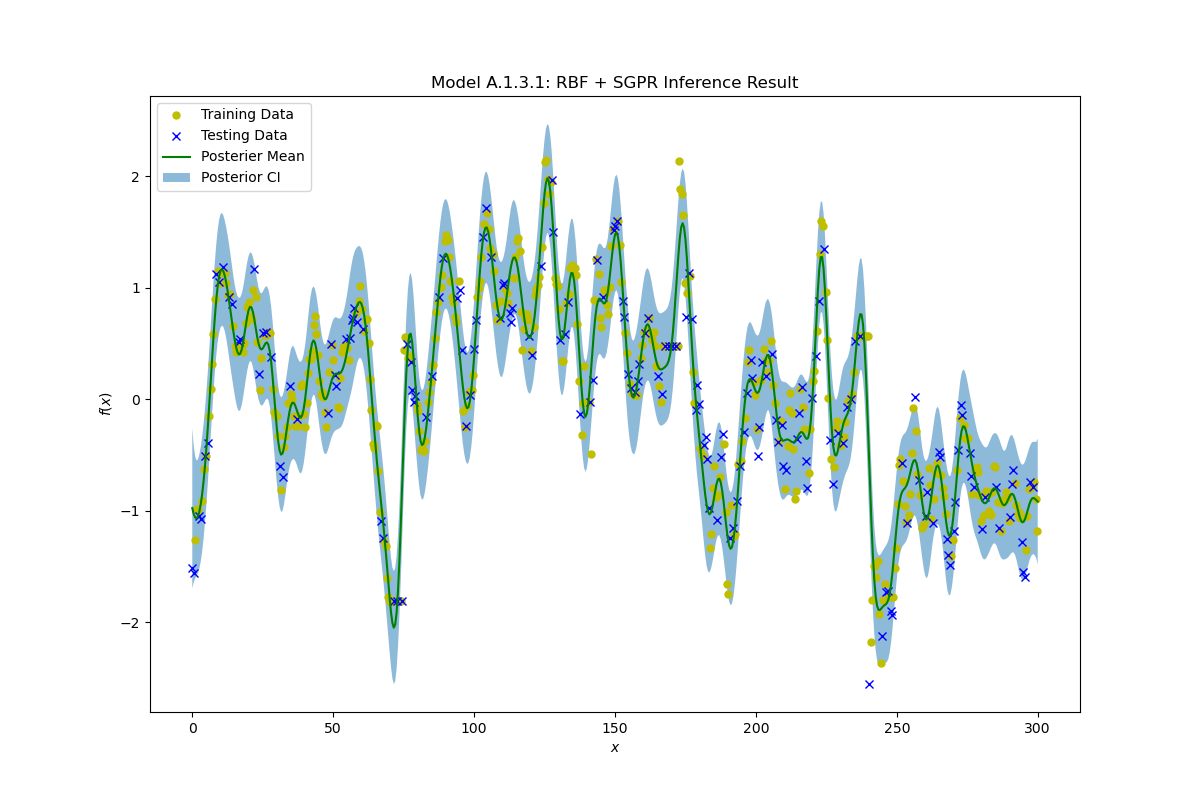 Model A.1.3.1: RBF + SGPR Inference Result
Training Data
Testing Data
Posterier Mean
Posterior CI
2
1
0
−1
−2
f(x)
0 50 100 150 200 250 300
x